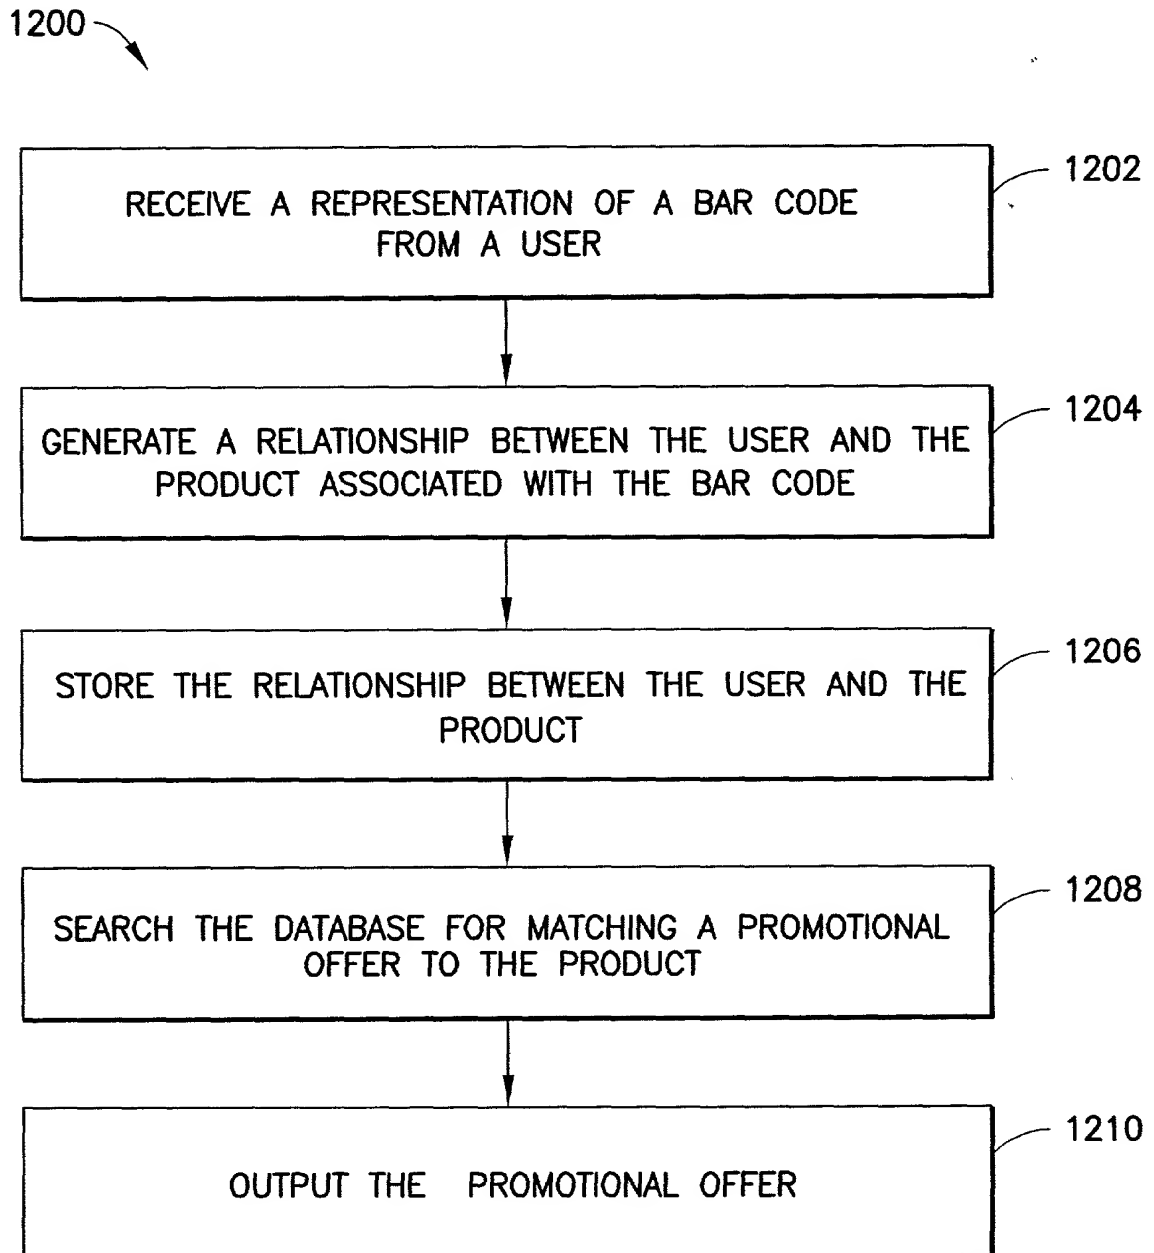 1200
RECEIVE A REPRESENTATION OF A BAR CODE
FROM A USER
1202
GENERATE A RELATIONSHIP BETWEEN THE USER AND THE
PRODUCT ASSOCIATED WITH THE BAR CODE
1204
STORE THE RELATIONSHIP BETWEEN THE USER AND THE
PRODUCT
1206
SEARCH THE DATABASE FOR MATCHING A PROMOTIONAL
OFFER TO THE PRODUCT
1208
OUTPUT THE PROMOTIONAL OFFER
1210